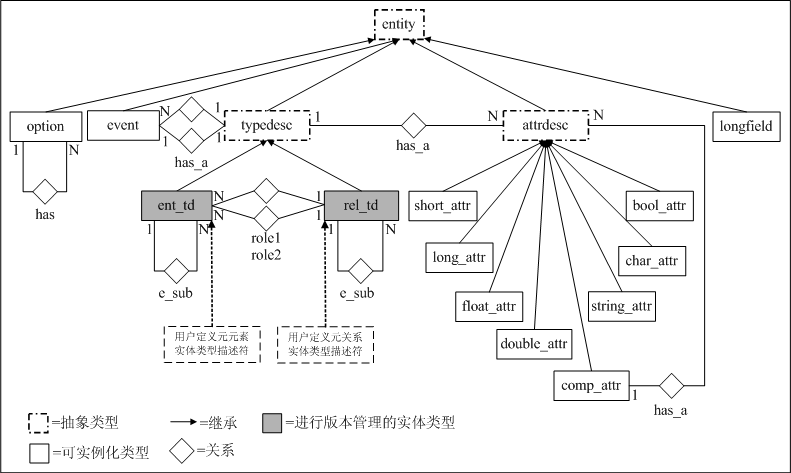 entity
option
event
N
1
1
1
has_a
typedesc
1
has_a
N
attrdesc
N
longfield
1
N
has
ent_td
N
N
1
1
rel_td
role1
role2
1
N
e_sub
1
N
e_sub
short_attr
bool_attr
long_attr
char_attr
float_attr
string_attr
double_attr
comp_attr
1
has_a
用户定义元元素
实体类型描述符
用户定义元关系
实体类型描述符
=抽象类型
=继承
=进行版本管理的实体类型
=可实例化类型
=关系